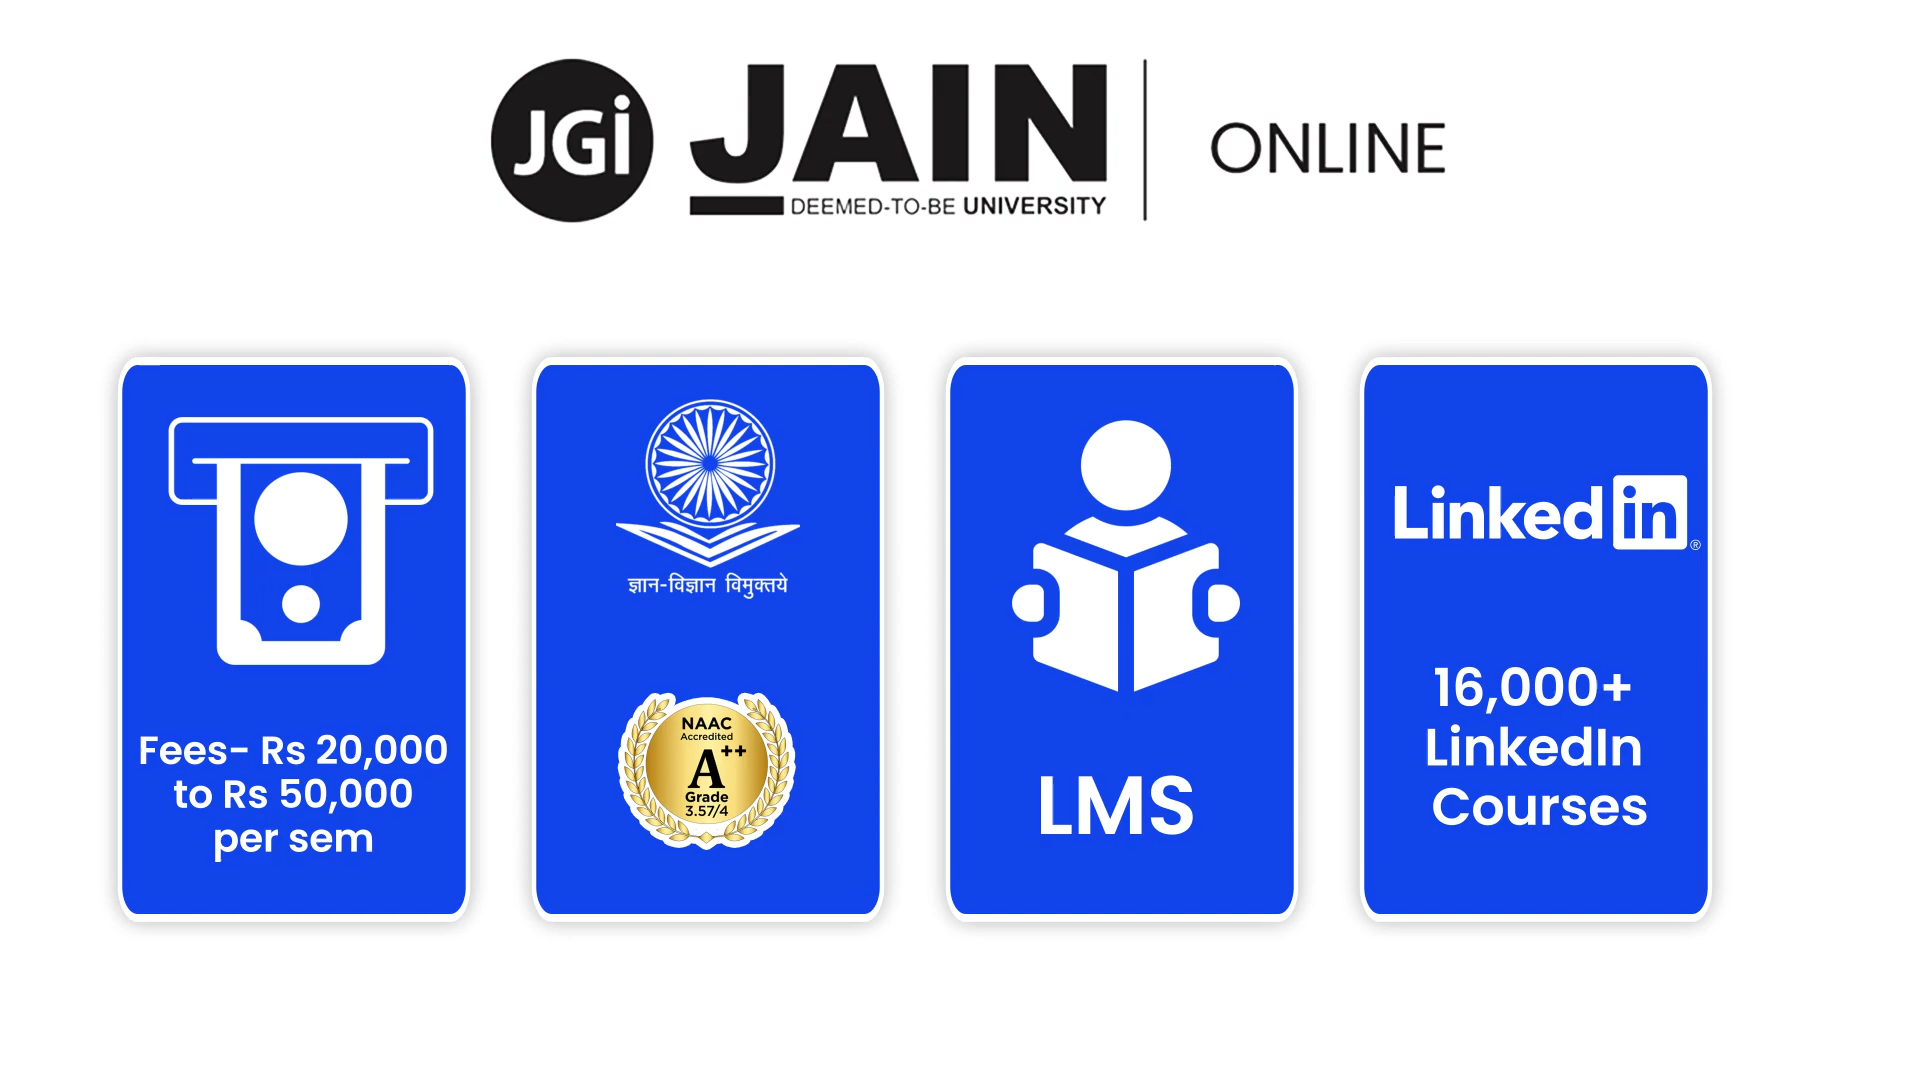 JGi
JAIN
DEEMED-TO-BE UNIVERSITY
ONLINE
Fees- Rs 20,000
to Rs 50,000
per sem
ज्ञान-विज्ञान विमुक्तये
NAAC
Accredited
A++
Grade
3.57/4
LMS
Linked in ®
16,000+
LinkedIn
Courses